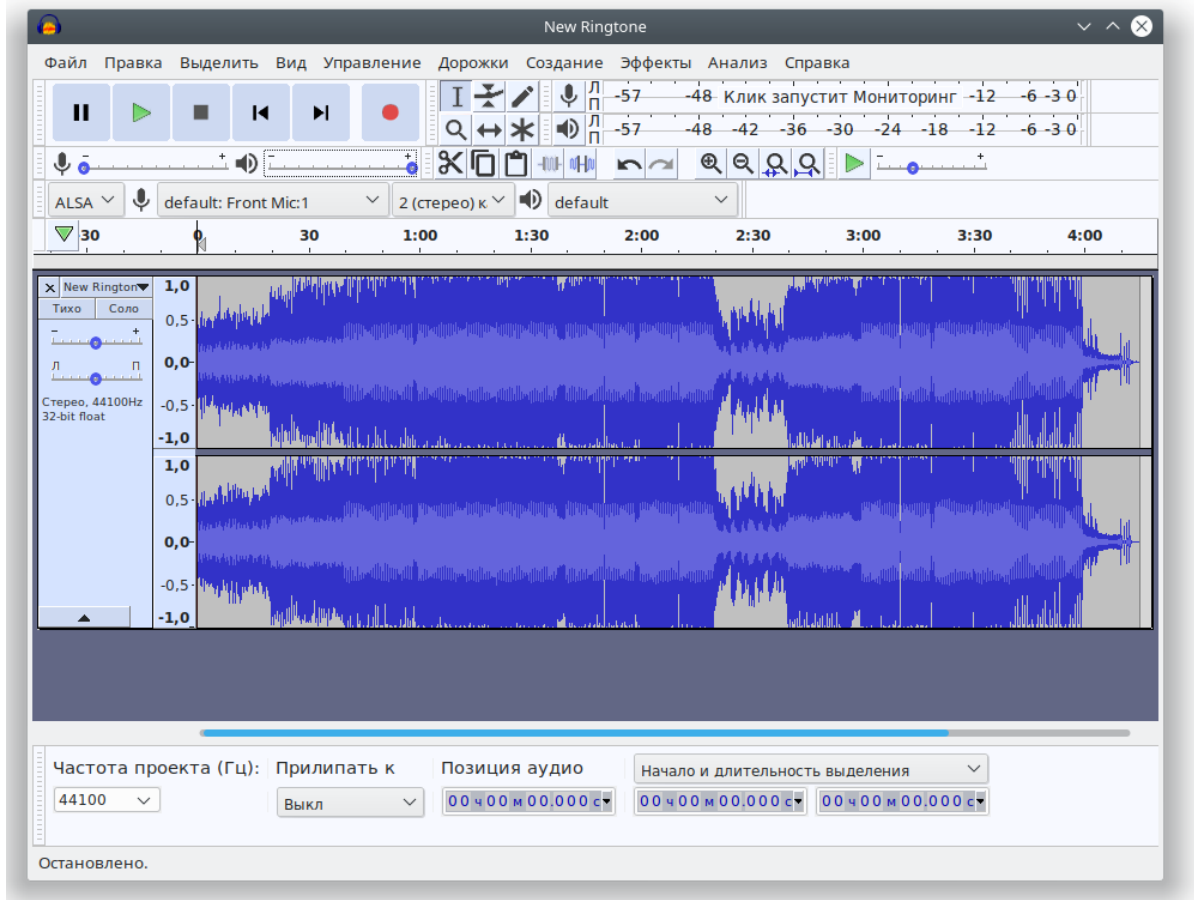 New Ringtone
Файл Правка Выделить Вид Управление Дорожки Создание Эффекты Анализ Справка
Л П -57 -48 Клик запустит Мониторинг -12 -6 -3 0
Л П -57 -48 -42 -36 -30 -24 -18 -12 -6 -3 0
- + - + - +
ALSA default: Front Mic:1 2 (стерео) к default
30 0 30 1:00 1:30 2:00 2:30 3:00 3:30 4:00
New Rington 1,0
Тихо Соло
0,5
- +
0,0
Л П
Стерео, 44100Hz
-0,5
32-bit float
-1,0
1,0
0,5
0,0
-0,5
-1,0
Частота проекта (Гц): Прилипать к Позиция аудио Начало и длительность выделения
44100 Выкл 00 ч 00 м 00.000 с 00 ч 00 м 00.000 с 00 ч 00 м 00.000 с
Остановлено.